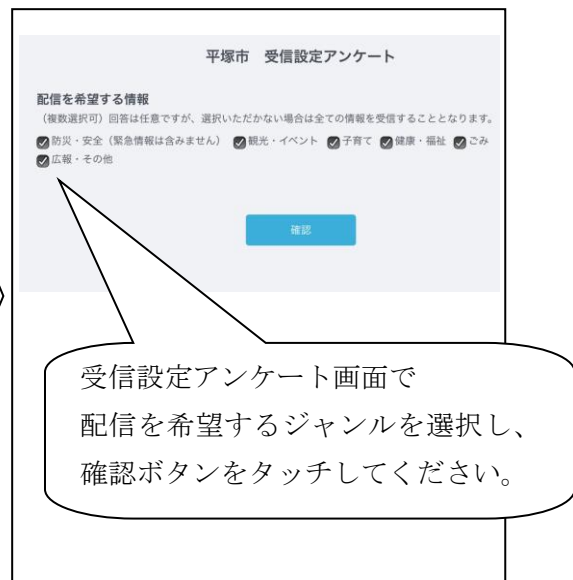 平塚市　受信設定アンケート
配信を希望する情報
（複数選択可）回答は任意ですが、選択いただかない場合は全ての情報を受信することとなります。
防災・安全（緊急情報は含みません） 観光・イベント 子育て 健康・福祉 ごみ
広報・その他
確認
受信設定アンケート画面で
配信を希望するジャンルを選択し、
確認ボタンをタッチしてください。